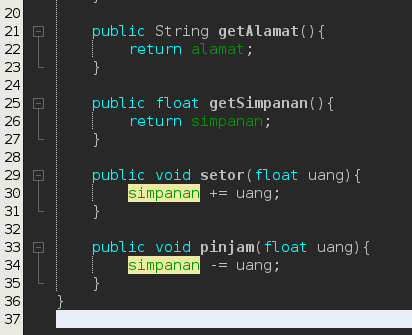 20
21 public String getAlamat(){
22 return alamat;
23 }
24
25 public float getSimpanan(){
26 return simpanan;
27 }
28
29 public void setor(float uang){
30 simpanan += uang;
31 }
32
33 public void pinjam(float uang){
34 simpanan -= uang;
35 }
36 }
37